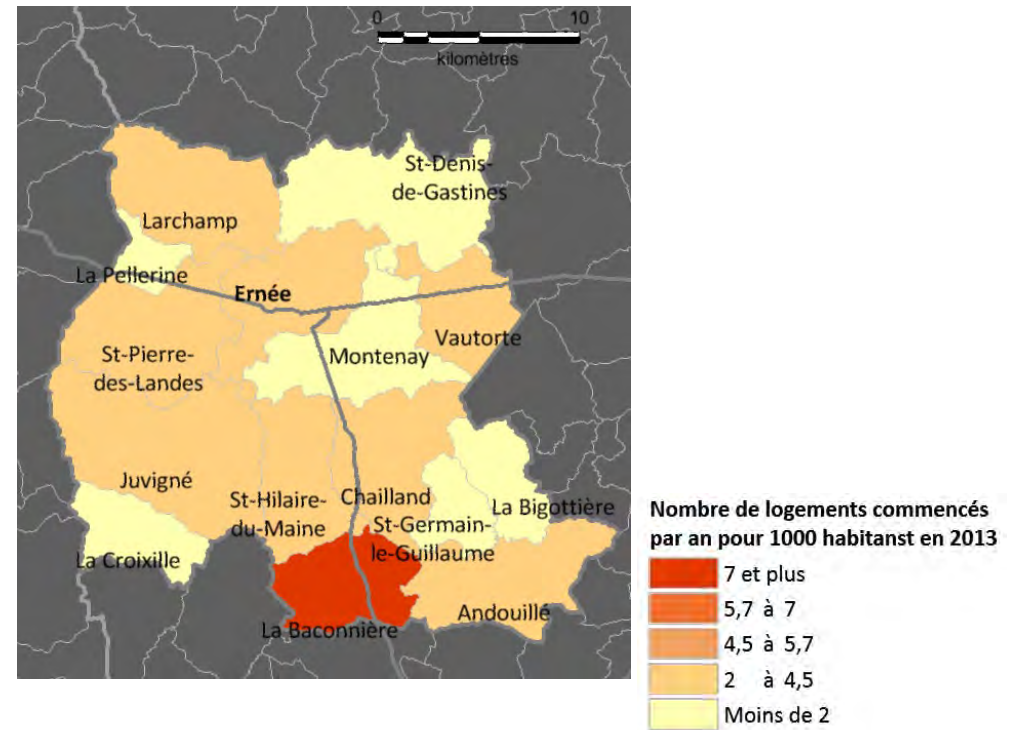 0 10
kilomètres
St-Denis-
de-Gastines
Larchamp
La Pellerine
Ernée
Vautorte
Montenay
St-Pierre-
des-Landes
Juvigné
St-Hilaire-
du-Maine
Chailland
St-Germain-
le-Guillaume
La Bigottière
La Croixille
Andouillé
La Baconnière
Nombre de logements commencés
par an pour 1000 habitanst en 2013
7 et plus
5,7 à 7
4,5 à 5,7
2 à 4,5
Moins de 2